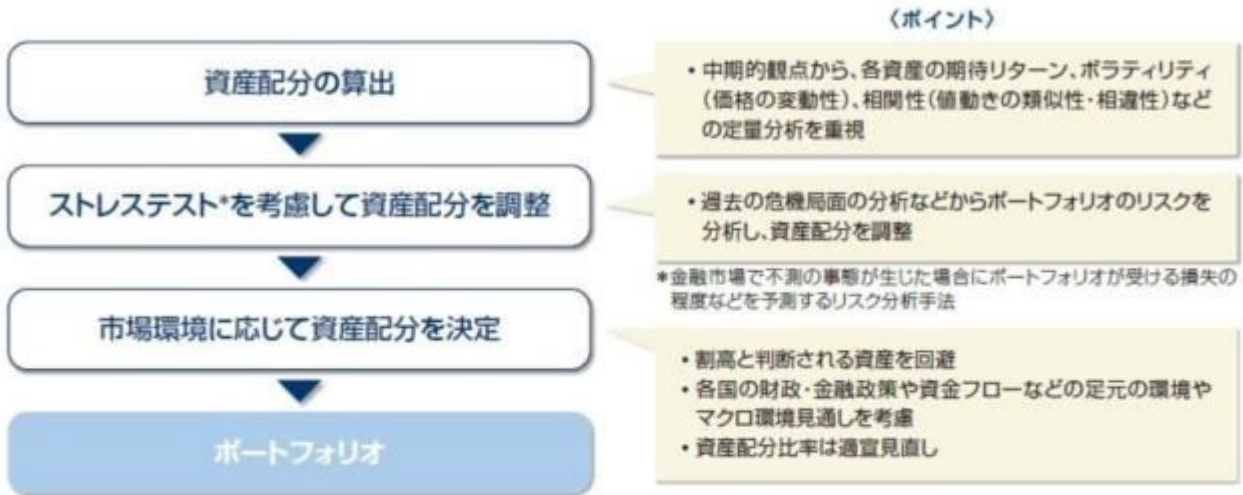 〈ポイント〉
資産配分の算出
・中期的観点から、各資産の期待リターン、ボラティリティ
(価格の変動性)、相関性(値動きの類似性・相違性)など
の定量分析を重視
ストレステスト*を考慮して資産配分を調整
・過去の危機局面の分析などからポートフォリオのリスクを
分析し、資産配分を調整
*金融市場で不測の事態が生じた場合にポートフォリオが受ける損失の
程度などを予測するリスク分析手法
市場環境に応じて資産配分を決定
・割高と判断される資産を回避
・各国の財政・金融政策や資金フローなどの足元の環境や
マクロ環境見通しを考慮
・資産配分比率は適宜見直し
ポートフォリオ